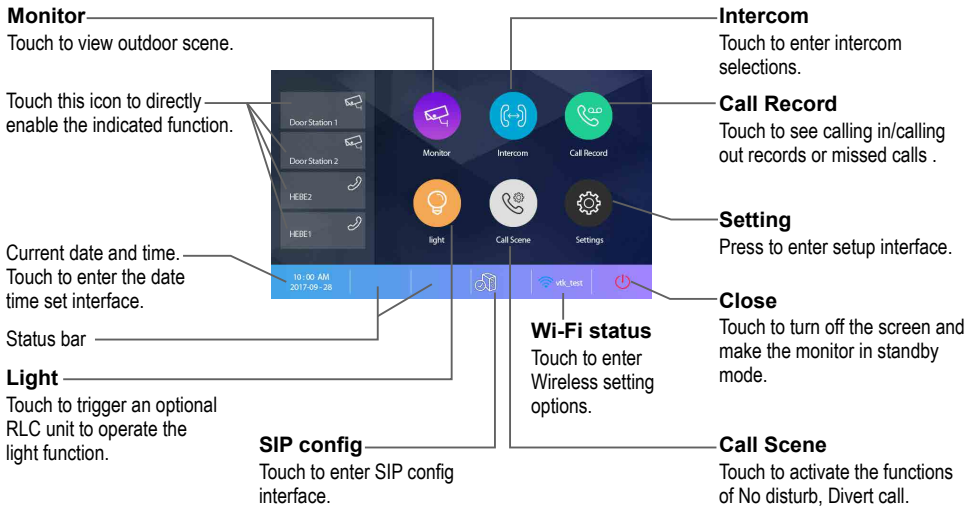 Monitor
Touch to view outdoor scene.
Touch this icon to directly
enable the indicated function.
Current date and time.
Touch to enter the date
time set interface.
Status bar
Light
Touch to trigger an optional
RLC unit to operate the
light function.
Door Station 1
Door Station 2
HEBE2
HEBE1
Monitor
Intercom
Call Record
light
Call Scene
Settings
10:00 AM
2017-09-28
vtk_test
SIP config
Touch to enter SIP config
interface.
Wi-Fi status
Touch to enter
Wireless setting
options.
Intercom
Touch to enter intercom
selections.
Call Record
Touch to see calling in/calling
out records or missed calls .
Setting
Press to enter setup interface.
Close
Touch to turn off the screen and
make the monitor in standby
mode.
Call Scene
Touch to activate the functions
of No disturb, Divert call.